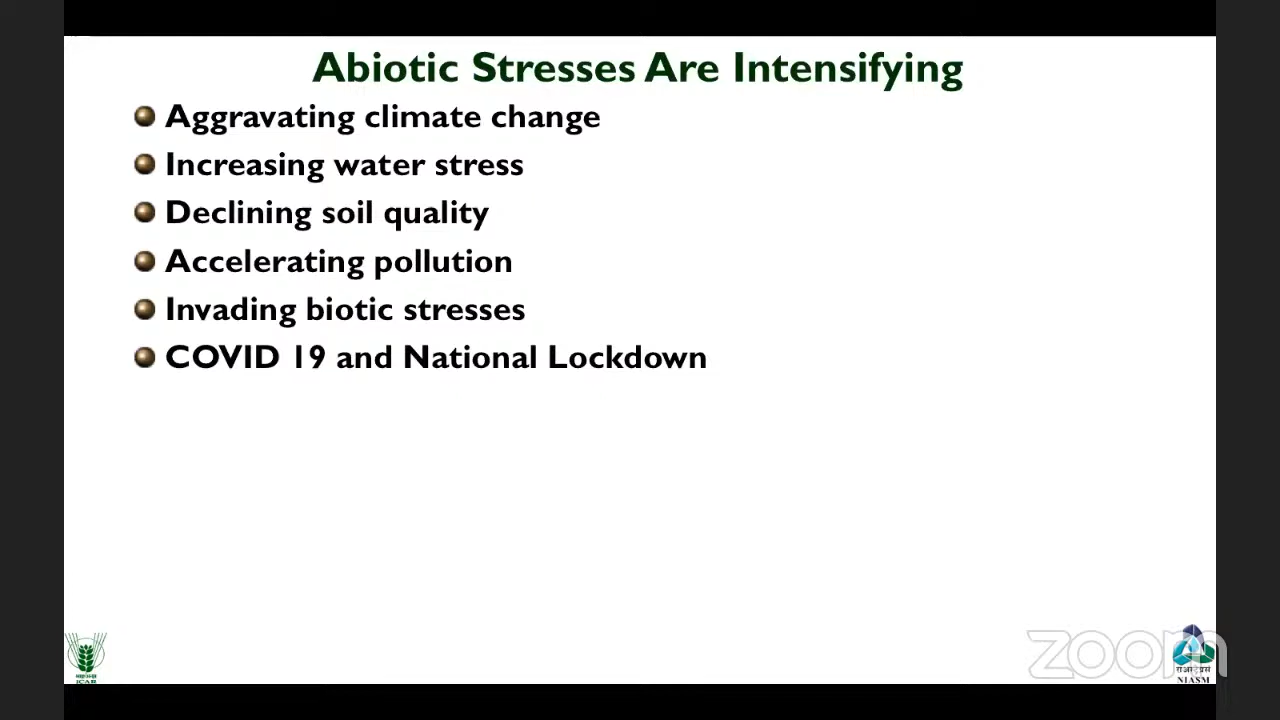 Abiotic Stresses Are Intensifying
Aggravating climate change
Increasing water stress
Declining soil quality
Accelerating pollution
Invading biotic stresses
COVID 19 and National Lockdown
zoom
ICAR
NIASM